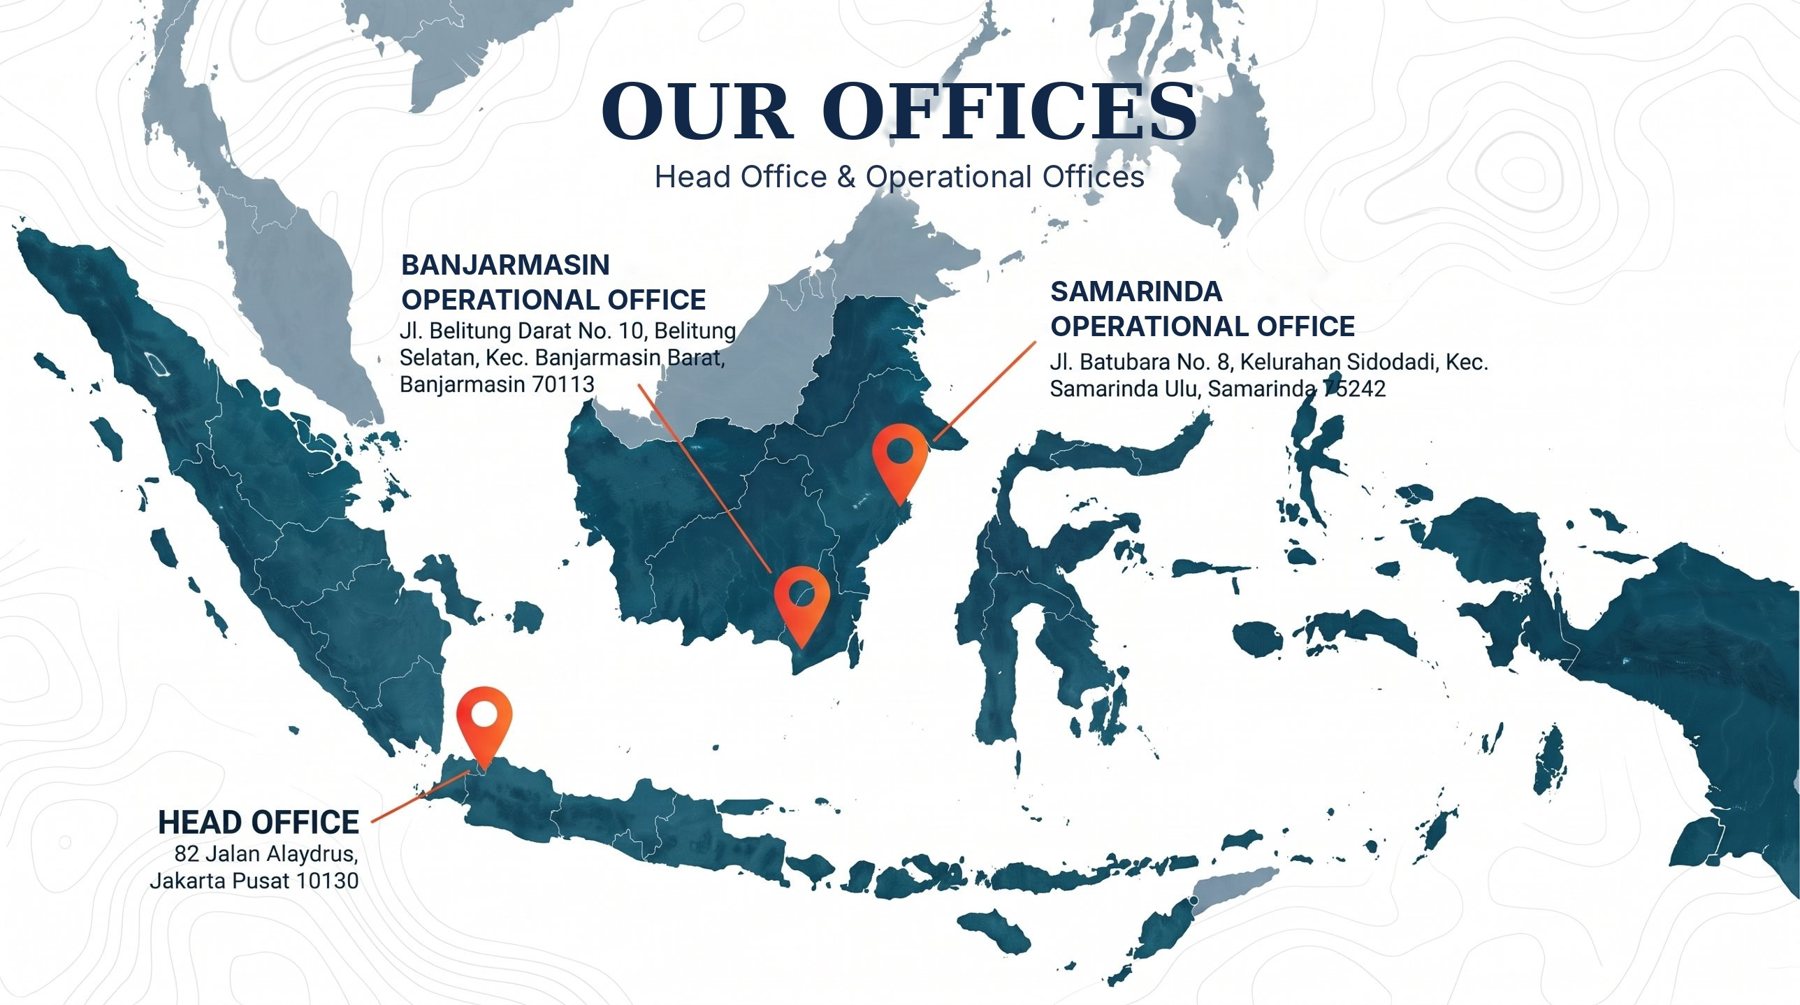 OUR OFFICES
Head Office & Operational Offices
BANJARMASIN
OPERATIONAL OFFICE
Jl. Belitung Darat No. 10, Belitung
Selatan, Kec. Banjarmasin Barat,
Banjarmasin 70113
SAMARINDA
OPERATIONAL OFFICE
Jl. Batubara No. 8, Kelurahan Sidodadi, Kec.
Samarinda Ulu, Samarinda 75242
HEAD OFFICE
82 Jalan Alaydrus,
Jakarta Pusat 10130